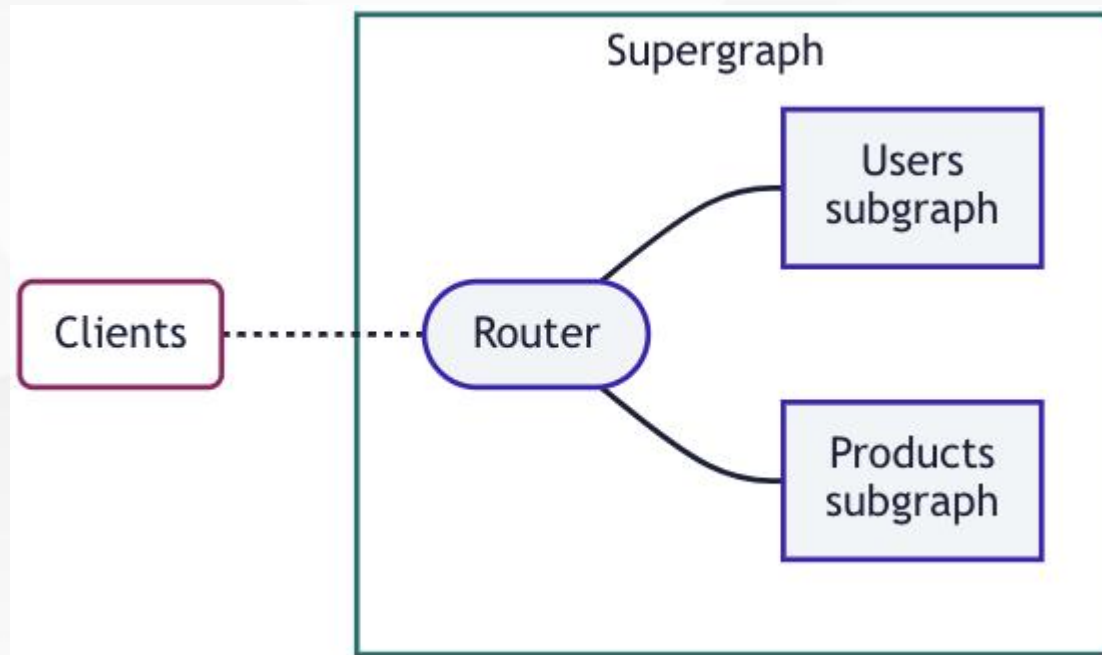 Supergraph
Users
subgraph
Clients
Router
Products
subgraph